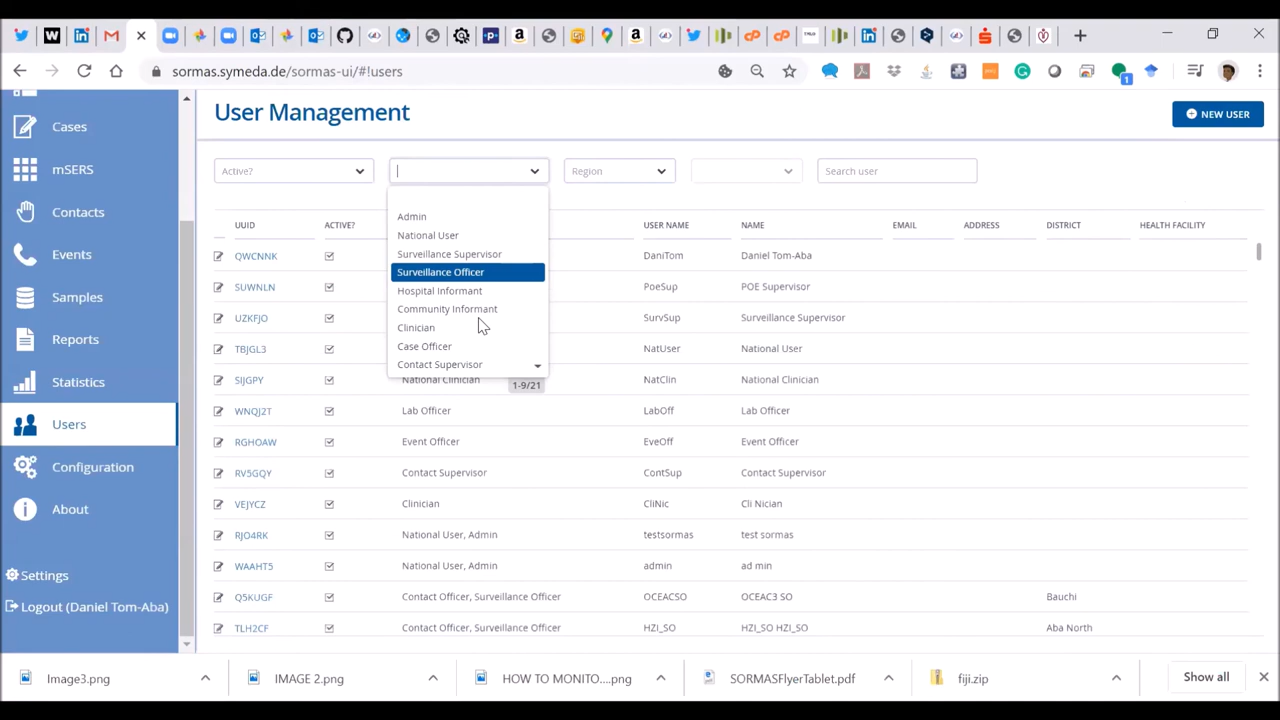 sormas.symeda.de/sormas-ui/#!users
1
Cases
mSERS
Contacts
Events
Samples
Reports
Statistics
Users
Configuration
About
Settings
Logout (Daniel Tom-Aba)
User Management
NEW USER
Active?
Region
Search user
Admin
National User
Surveillance Supervisor
Surveillance Officer
Hospital Informant
Community Informant
Clinician
Case Officer
Contact Supervisor
1-9/21
UUID ACTIVE? USER NAME NAME EMAIL ADDRESS DISTRICT HEALTH FACILITY
QWCNNK DaniTom Daniel Tom-Aba
SUWNLN PoeSup POE Supervisor
UZKFJO SurvSup Surveillance Supervisor
TBJGL3 NatUser National User
SIJGPY National Clinician NatClin National Clinician
WNQJ2T Lab Officer LabOff Lab Officer
RGHOAW Event Officer EveOff Event Officer
RV5GQY Contact Supervisor ContSup Contact Supervisor
VEJYCZ Clinician CliNic Cli Nician
RJO4RK National User, Admin testsormas test sormas
WAAHT5 National User, Admin admin ad min
Q5KUGF Contact Officer, Surveillance Officer OCEACSO OCEAC3 SO Bauchi
TLH2CF Contact Officer, Surveillance Officer HZI_SO HZI_SO HZI_SO Aba North
Image3.png
IMAGE 2.png
HOW TO MONITO....png
SORMASFlyerTablet.pdf
fiji.zip
Show all